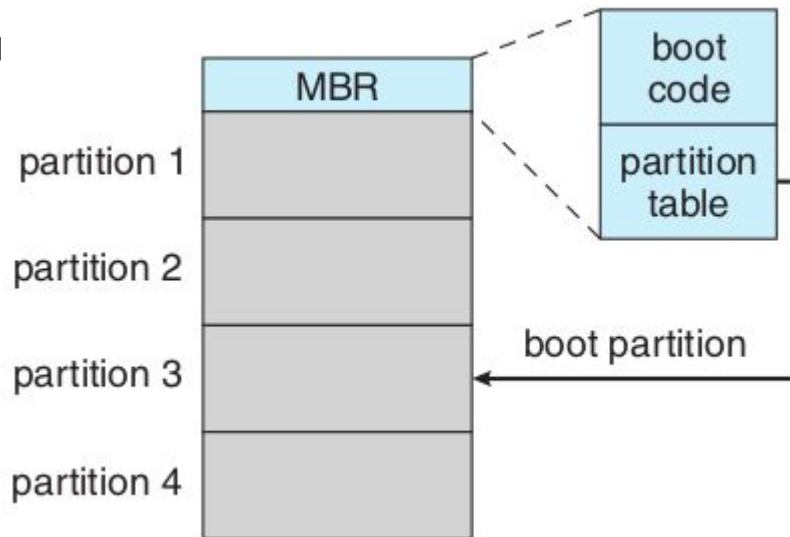 MBR
boot
code
partition
table
partition 1
partition 2
boot partition
partition 3
partition 4